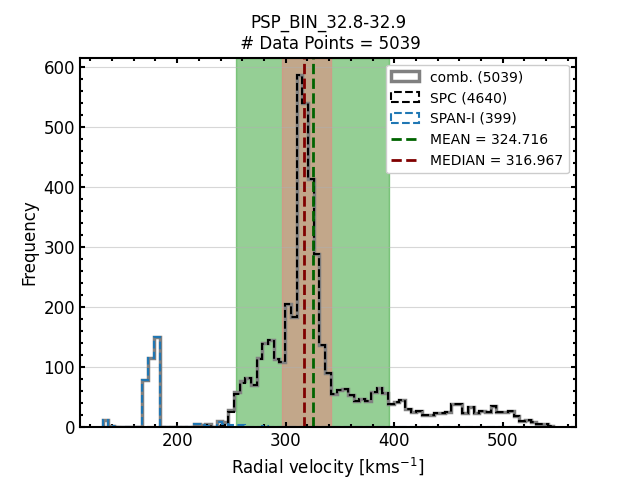 PSP_BIN_32.8-32.9
# Data Points = 5039
comb. (5039)
SPC (4640)
SPAN-I (399)
MEAN = 324.716
MEDIAN = 316.967
Frequency
600
500
400
300
200
100
0
200 300 400 500
Radial velocity [kms⁻¹]